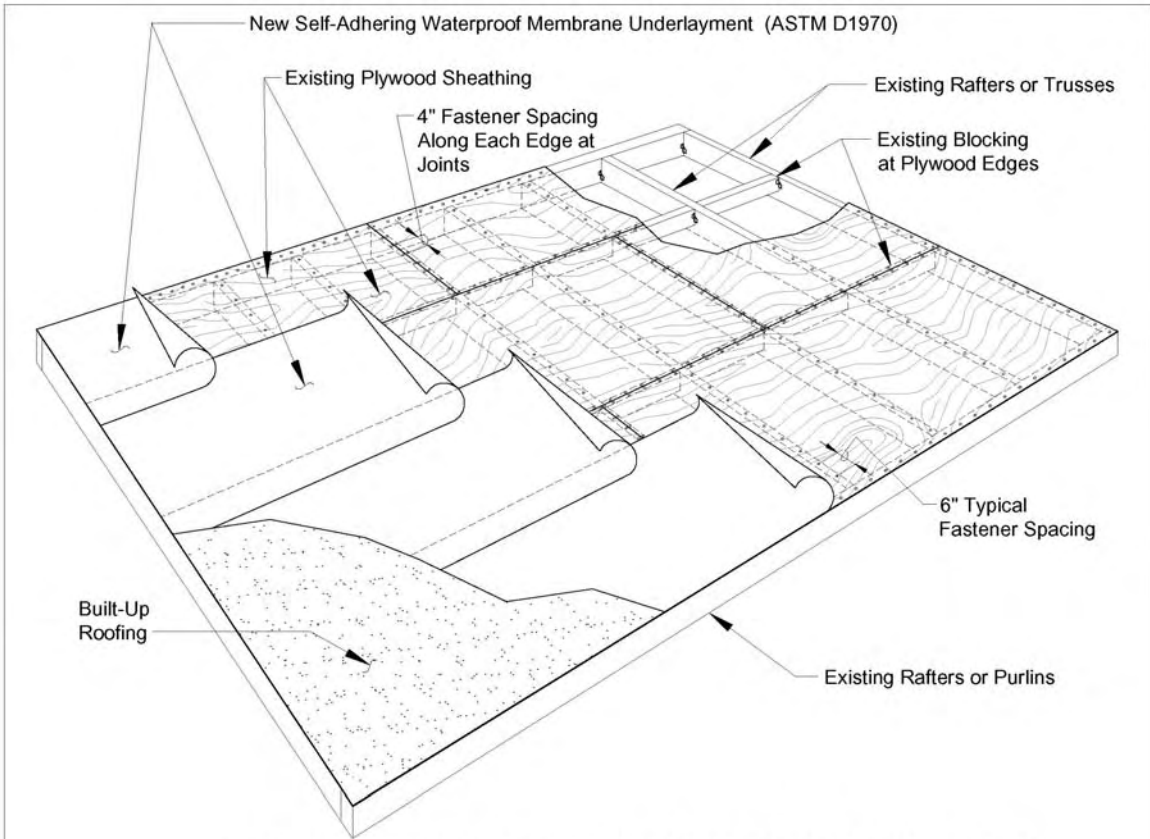 New Self-Adhering Waterproof Membrane Underlayment (ASTM D1970)
Existing Plywood Sheathing
4" Fastener Spacing
Along Each Edge at
Joints
Existing Rafters or Trusses
Existing Blocking
at Plywood Edges
6" Typical
Fastener Spacing
Built-Up
Roofing
Existing Rafters or Purlins